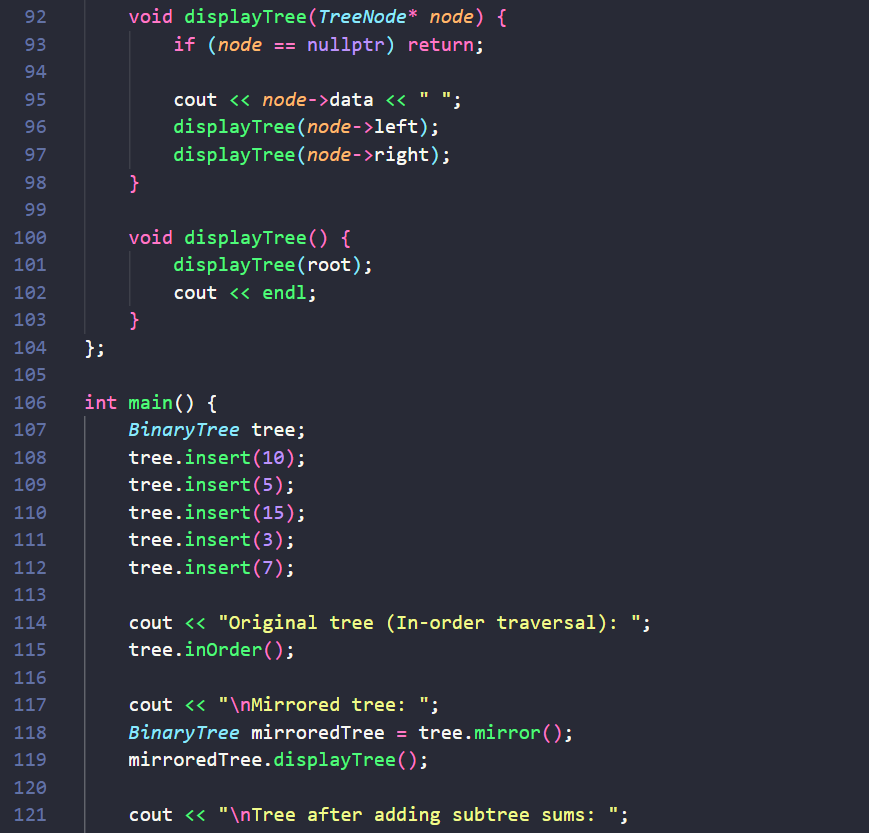 92 void displayTree(TreeNode* node) {
93 if (node == nullptr) return;
94
95 cout << node->data << " ";
96 displayTree(node->left);
97 displayTree(node->right);
98 }
99
100 void displayTree() {
101 displayTree(root);
102 cout << endl;
103 }
104 };
105
106 int main() {
107 BinaryTree tree;
108 tree.insert(10);
109 tree.insert(5);
110 tree.insert(15);
111 tree.insert(3);
112 tree.insert(7);
113
114 cout << "Original tree (In-order traversal): ";
115 tree.inOrder();
116
117 cout << "\nMirrored tree: ";
118 BinaryTree mirroredTree = tree.mirror();
119 mirroredTree.displayTree();
120
121 cout << "\nTree after adding subtree sums: ";